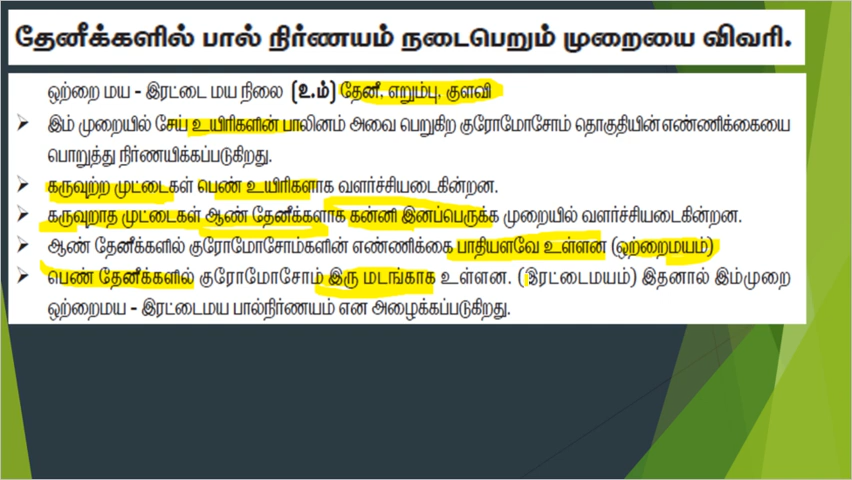 தேனீக்களில் பால் நிர்ணயம் நடைபெறும் முறையை விவரி.
ஒற்றை மய - இரட்டை மய நிலை (உ.ம்) தேனீ, எறும்பு, குளவி
➤ இம் முறையில் சேய் உயிரிகளின் பாலினம் அவை பெறுகிற குரோமோசோம் தொகுதியின் எண்ணிக்கையை
பொறுத்து நிர்ணயிக்கப்படுகிறது.
➤ கருவுற்ற முட்டைகள் பெண் உயிரிகளாக வளர்ச்சியடைகின்றன.
➤ கருவுறாத முட்டைகள் ஆண் தேனீக்களாக கன்னி இனப்பெருக்க முறையில் வளர்ச்சியடைகின்றன.
➤ ஆண் தேனீக்களில் குரோமோசோம்களின் எண்ணிக்கை பாதியளவே உள்ளன (ஒற்றைமயம்)
➤ பெண் தேனீக்களில் குரோமோசோம் இரு மடங்காக உள்ளன. (இரட்டைமயம்) இதனால் இம்முறை
ஒற்றைமய - இரட்டைமய பால்நிர்ணயம் என அழைக்கப்படுகிறது.